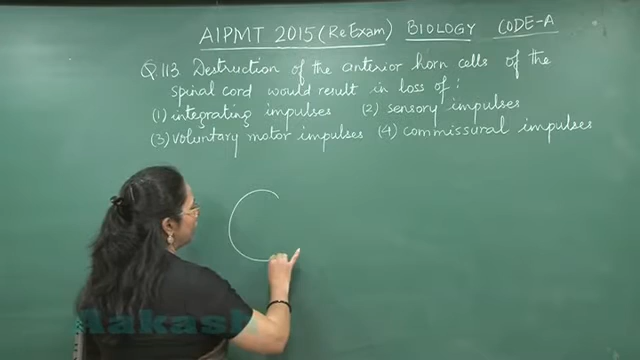 AIPMT 2015 (Re Exam) BIOLOGY CODE-A
Q.113. Destruction of the anterior horn cells of the
spinal cord would result in loss of :
(1) integrating impulses (2) sensory impulses
(3) voluntary motor impulses (4) commissural impulses
Aakash